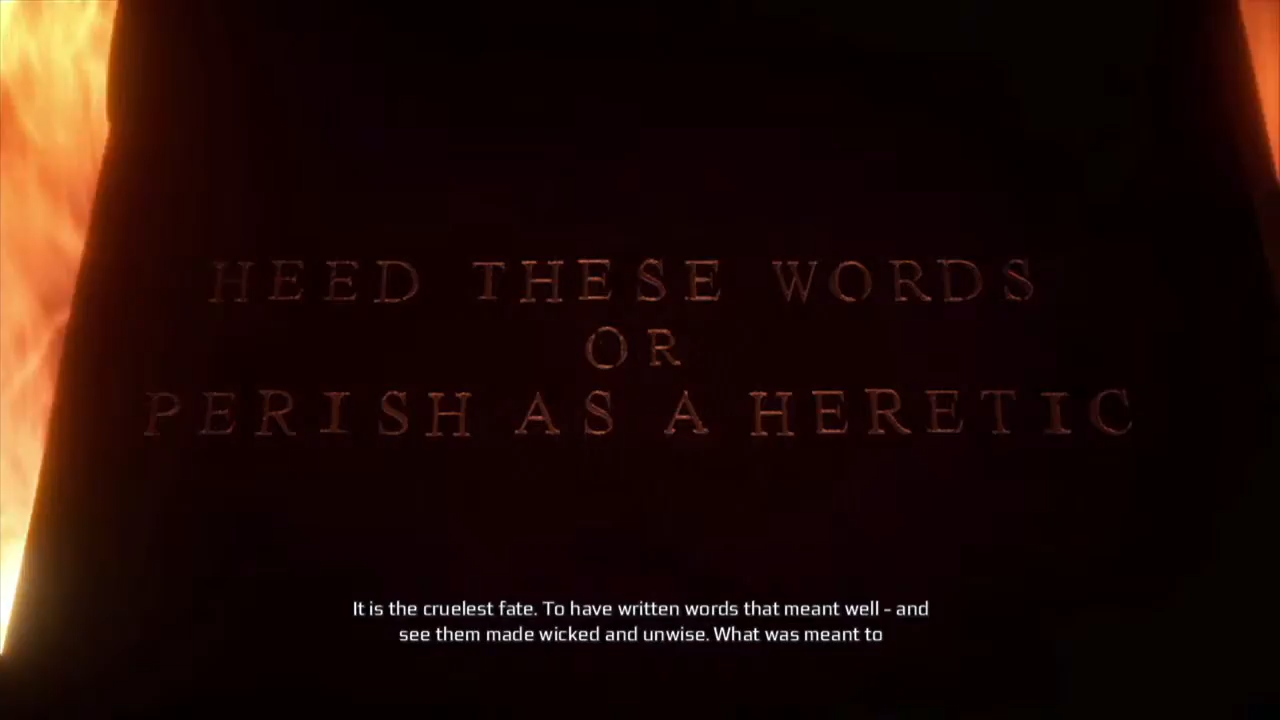 HEED THESE WORDS
OR
PERISH AS A HERETIC
It is the cruelest fate. To have written words that meant well - and
see them made wicked and unwise. What was meant to